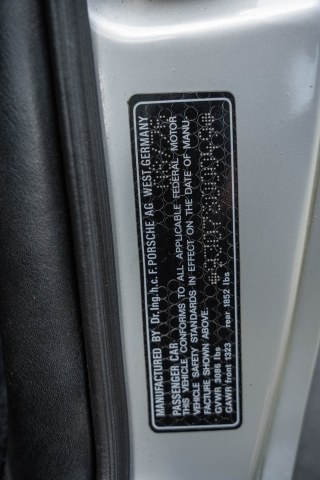 MANUFACTURED BY Dr.Ing.h.c.F.PORSCHE AG WEST.GERMANY
PASSENGER CAR
THIS VEHICLE CONFORMS TO ALL APPLICABLE FEDERAL MOTOR
VEHICLE SAFETY STANDARDS IN EFFECT ON THE DATE OF MANU-
FACTURE SHOWN ABOVE.
GVWR 3086 lbs
GAWR front 1323 rear 1852 lbs